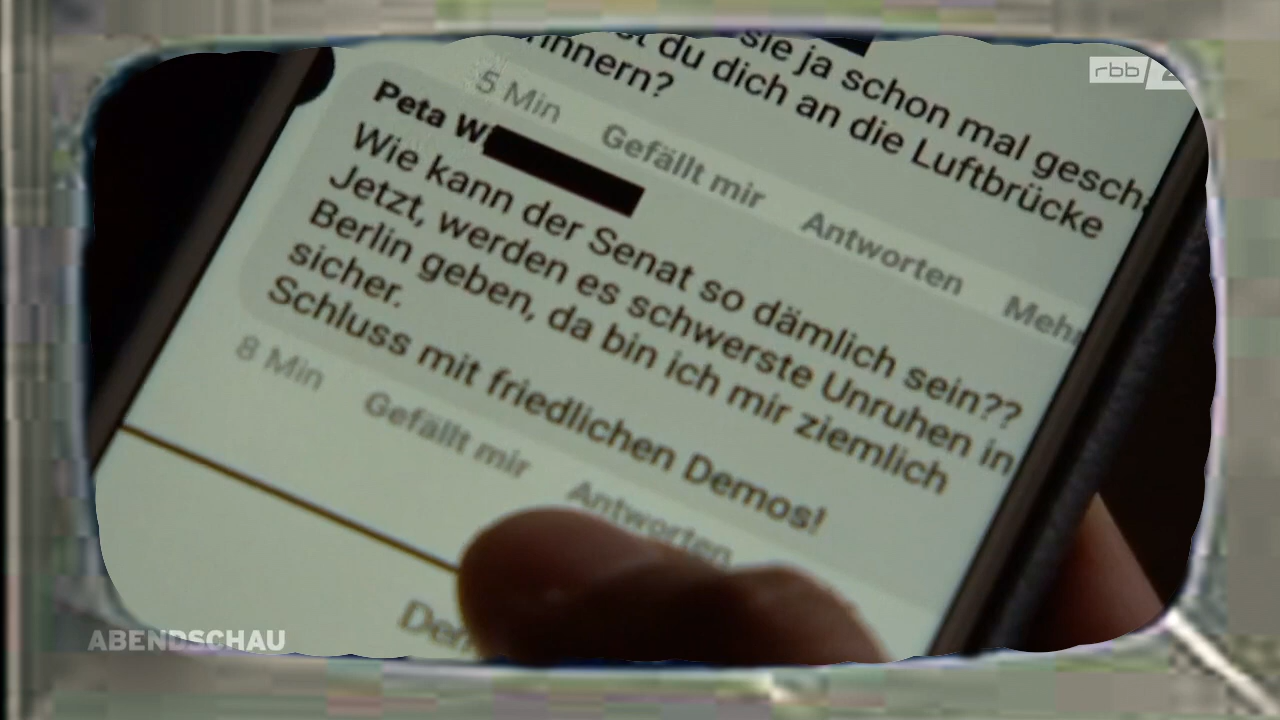 rbb/
sie ja schon mal gesch
du dich an die Luftbrücke
5 Min Gefällt mir Antworten Mehr
Peta W
Wie kann der Senat so dämlich sein??
Jetzt, werden es schwerste Unruhen in
Berlin geben, da bin ich mir ziemlich
sicher.
Schluss mit friedlichen Demos!
8 Min Gefällt mir Antworten
ABENDSCHAU